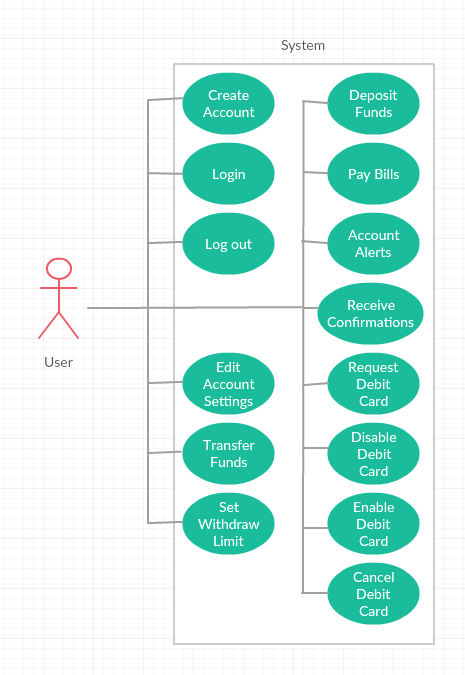 System
Create
Account
Deposit
Funds
Login
Pay Bills
Log out
Account
Alerts
Receive
Confirmations
User
Edit
Account
Settings
Request
Debit
Card
Transfer
Funds
Disable
Debit
Card
Set
Withdraw
Limit
Enable
Debit
Card
Cancel
Debit
Card